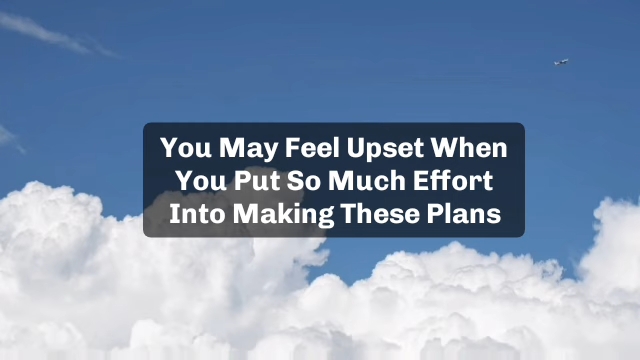 You May Feel Upset When
You Put So Much Effort
Into Making These Plans